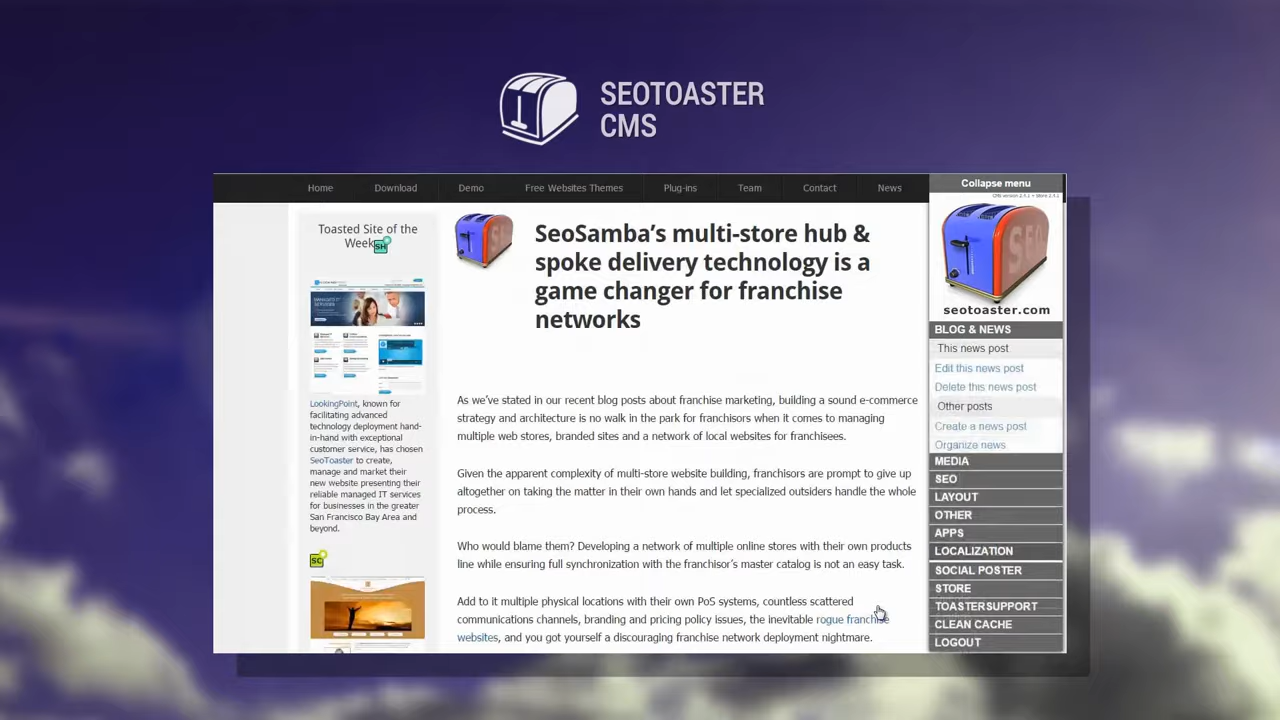 SEOTOASTER
CMS
Home
Download
Demo
Free Websites Themes
Plug-ins
Team
Contact
News
Collapse menu
Toasted Site of the
Week
SH
LookingPoint, known for
facilitating advanced
technology deployment hand-
in-hand with exceptional
customer service, has chosen
SeoToaster to create,
manage and market their
new website presenting their
reliable managed IT services
for businesses in the greater
San Francisco Bay Area and
beyond.
SC
SeoSamba’s multi-store hub &
spoke delivery technology is a
game changer for franchise
networks
As we’ve stated in our recent blog posts about franchise marketing, building a sound e-commerce
strategy and architecture is no walk in the park for franchisors when it comes to managing
multiple web stores, branded sites and a network of local websites for franchisees.
Given the apparent complexity of multi-store website building, franchisors are prompt to give up
altogether on taking the matter in their own hands and let specialized outsiders handle the whole
process.
Who would blame them? Developing a network of multiple online stores with their own products
line while ensuring full synchronization with the franchisor’s master catalog is not an easy task.
Add to it multiple physical locations with their own PoS systems, countless scattered
communications channels, branding and pricing policy issues, the inevitable rogue franchise
websites, and you got yourself a discouraging franchise network deployment nightmare.
SEO
seotoaster.com
BLOG & NEWS
This news post
Edit this news post
Delete this news post
Other posts
Create a news post
Organize news
MEDIA
SEO
LAYOUT
OTHER
APPS
LOCALIZATION
SOCIAL POSTER
STORE
TOASTERSUPPORT
CLEAN CACHE
LOGOUT